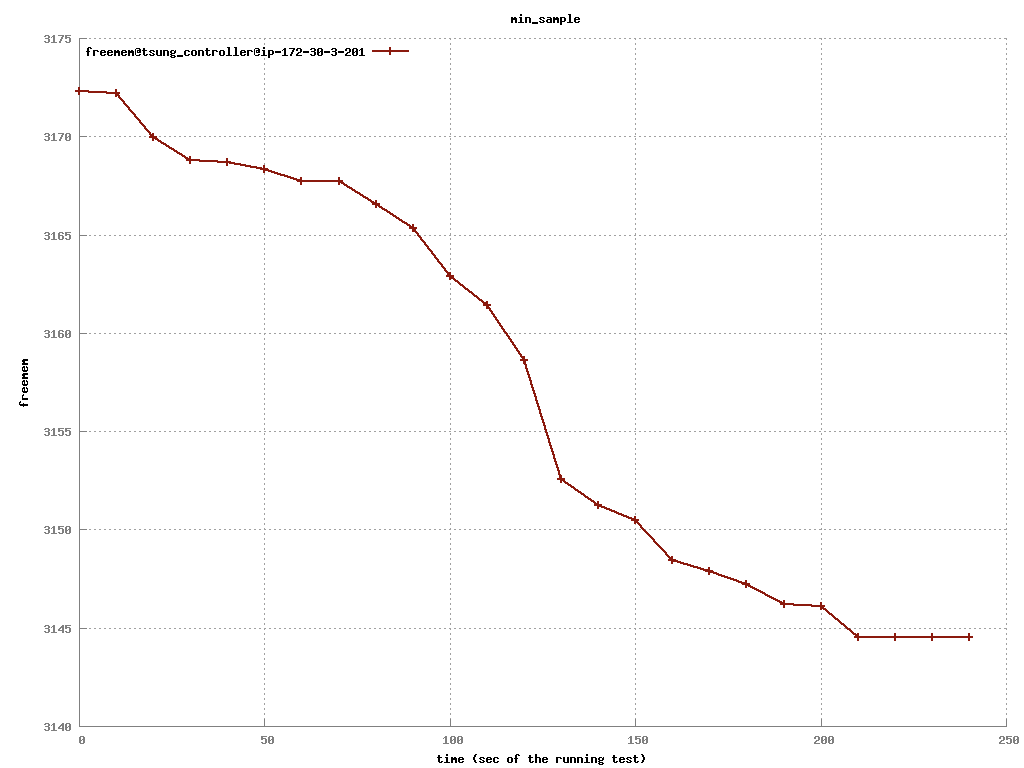 min_sample
freemem@tsung_controller@ip-172-30-3-201
3175
3170
3165
3160
3155
3150
3145
3140
freemem
0 50 100 150 200 250
time (sec of the running test)